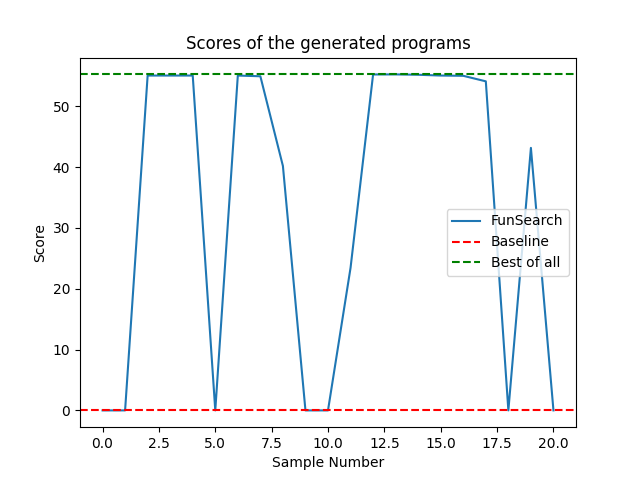 Scores of the generated programs
Score
50
40
30
20
10
0
FunSearch
Baseline
Best of all
0.0 2.5 5.0 7.5 10.0 12.5 15.0 17.5 20.0
Sample Number